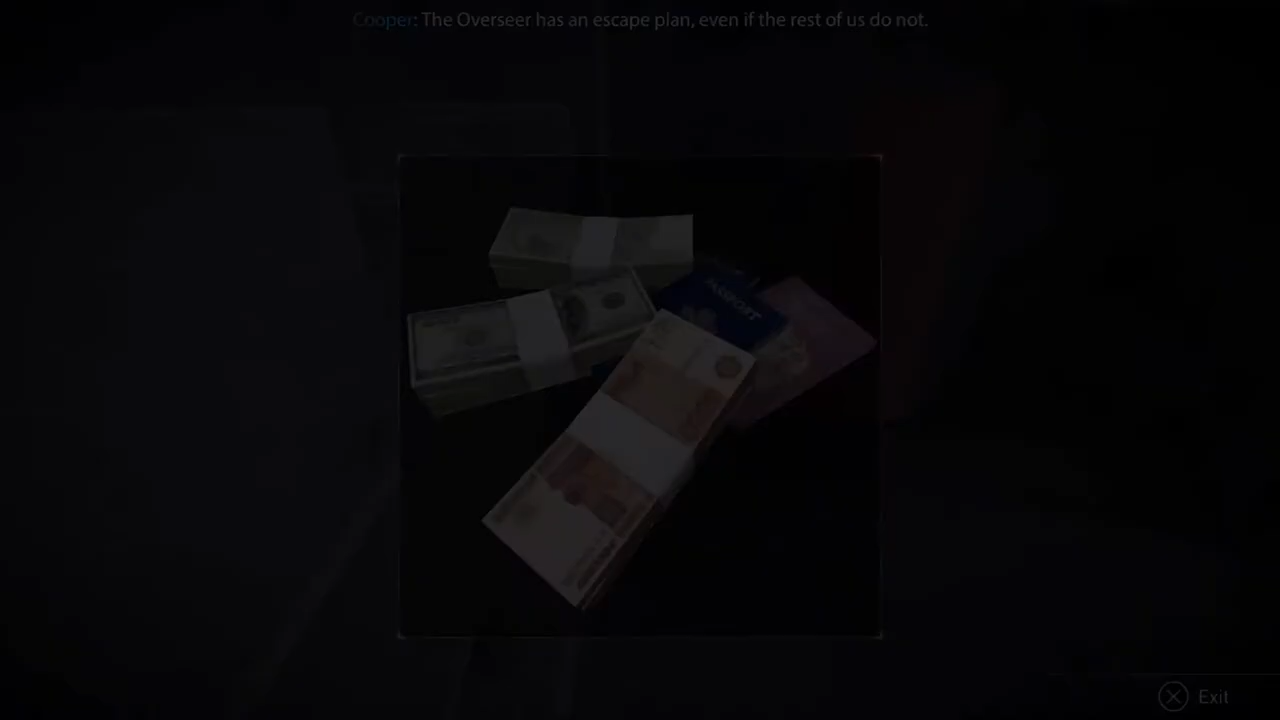 Cooper: The Overseer has an escape plan, even if the rest of us do not.
PASSPORT
Exit